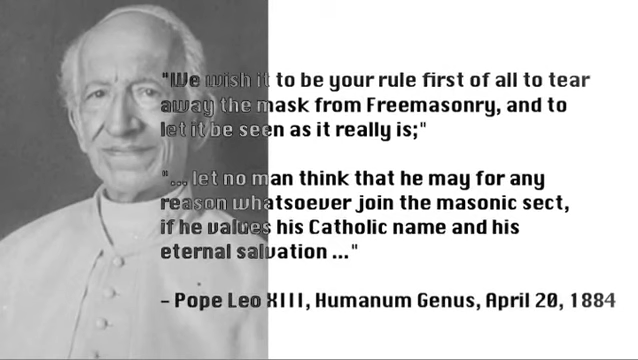 "We wish it to be your rule first of all to tear
away the mask from Freemasonry, and to
let it be seen as it really is;"
"... let no man think that he may for any
reason whatsoever join the masonic sect,
if he values his Catholic name and his
eternal salvation ..."
- Pope Leo XIII, Humanum Genus, April 20, 1884